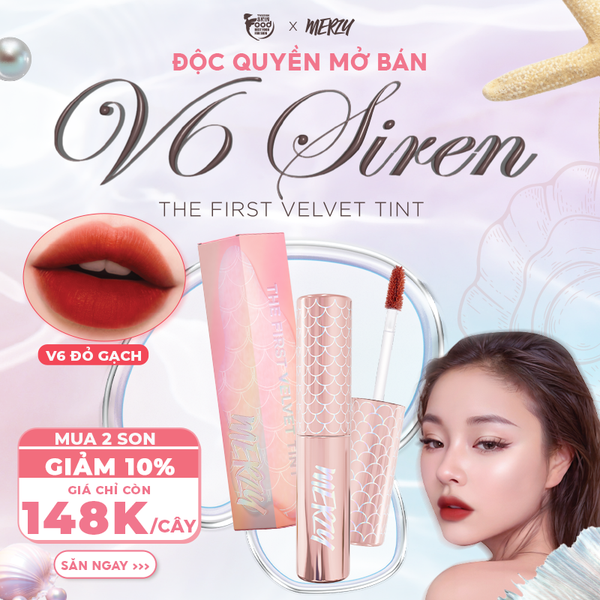 Food
x
MERZY
ĐỘC QUYỀN MỞ BÁN
V6 Siren
THE FIRST VELVET TINT
THE FIRST VELVET TINT
MERZY
MERZY
V6 ĐỎ GẠCH
MUA 2 SON
GIẢM 10%
GIÁ CHỈ CÒN
148K/CÂY
SĂN NGAY >>>